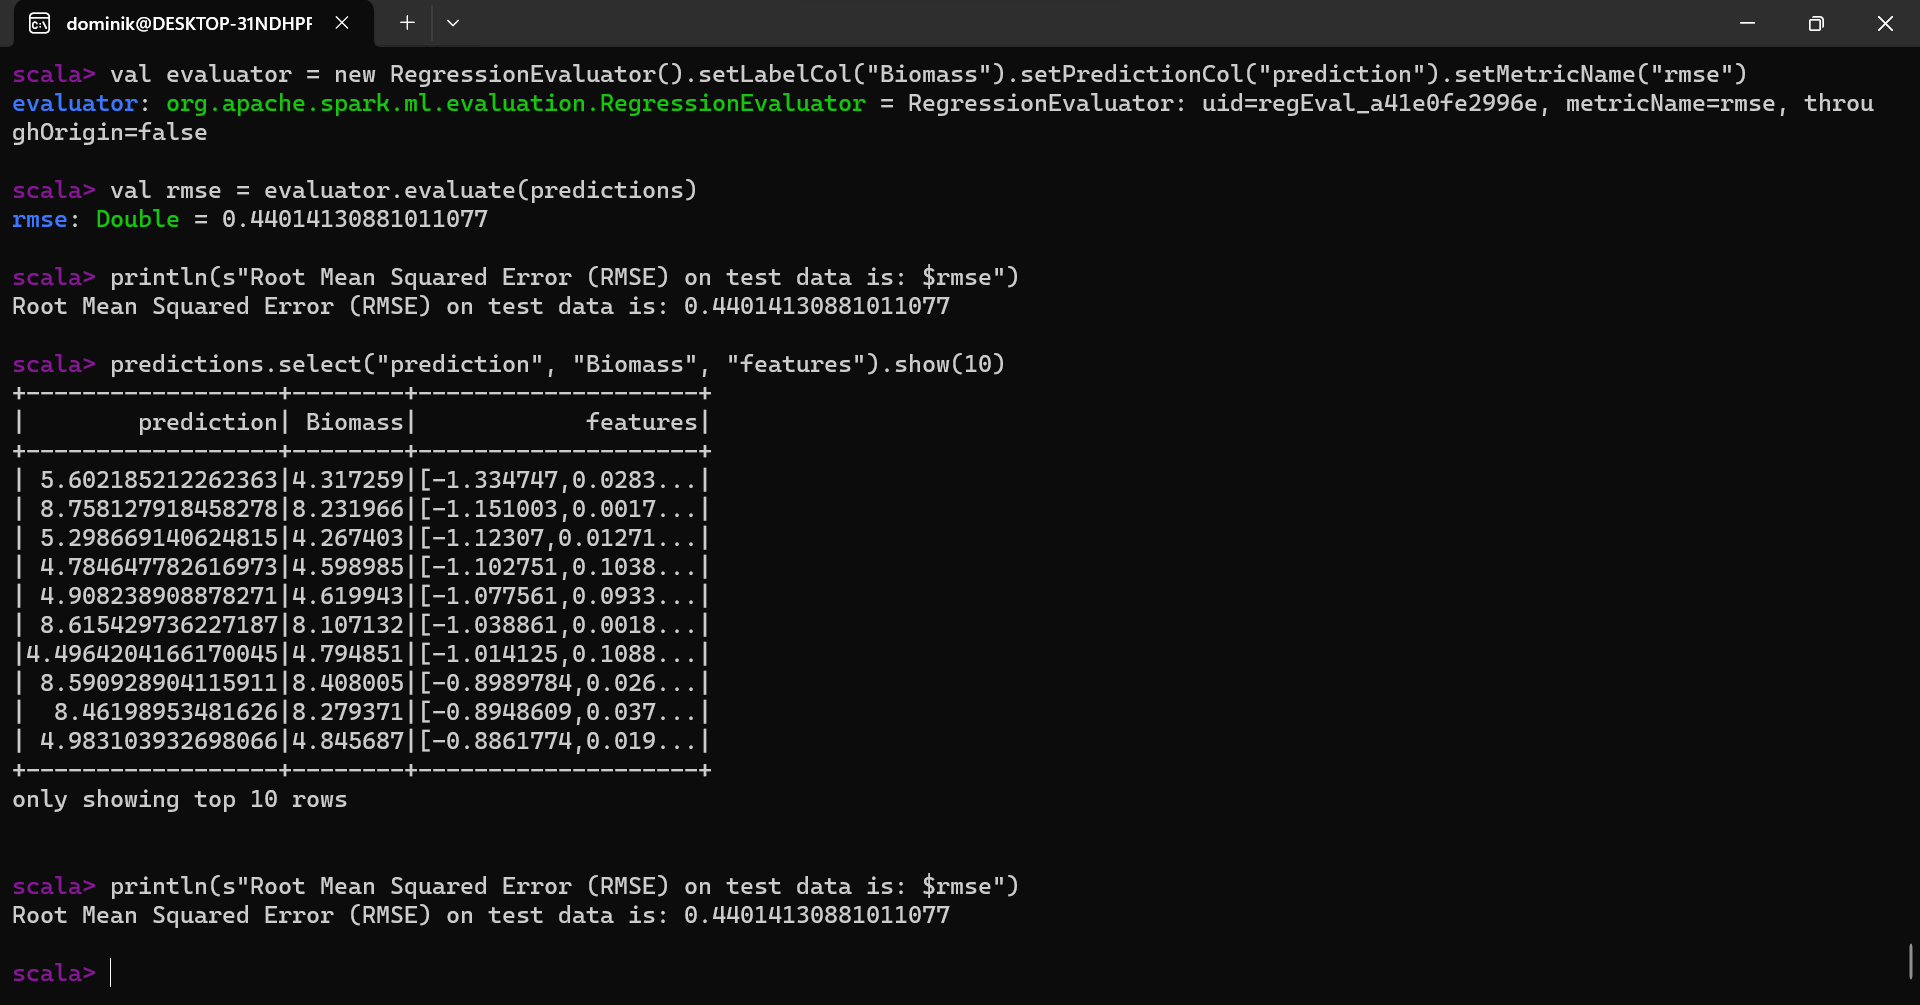 dominik@DESKTOP-31NDHPF
scala> val evaluator = new RegressionEvaluator().setLabelCol("Biomass").setPredictionCol("prediction").setMetricName("rmse")
evaluator: org.apache.spark.ml.evaluation.RegressionEvaluator = RegressionEvaluator: uid=regEval_a41e0fe2996e, metricName=rmse, throu
ghOrigin=false
scala> val rmse = evaluator.evaluate(predictions)
rmse: Double = 0.44014130881011077
scala> println(s"Root Mean Squared Error (RMSE) on test data is: $rmse")
Root Mean Squared Error (RMSE) on test data is: 0.44014130881011077
scala> predictions.select("prediction", "Biomass", "features").show(10)
+------------------+--------+--------------------+
|        prediction| Biomass|            features|
+------------------+--------+--------------------+
| 5.602185212262363|4.317259|[-1.334747,0.0283...|
| 8.758127918458278|8.231966|[-1.151003,0.0017...|
| 5.298669140624815|4.267403|[-1.12307,0.01271...|
| 4.784647782616973|4.598985|[-1.102751,0.1038...|
| 4.908238908878271|4.619943|[-1.077561,0.0933...|
| 8.615429736227187|8.107132|[-1.038861,0.0018...|
|4.4964204166170045|4.794851|[-1.014125,0.1088...|
| 8.590928904115911|8.408005|[-0.8989784,0.026...|
|  8.46198953481626|8.279371|[-0.8948609,0.037...|
| 4.983103932698066|4.845687|[-0.8861774,0.019...|
+------------------+--------+--------------------+
only showing top 10 rows
scala> println(s"Root Mean Squared Error (RMSE) on test data is: $rmse")
Root Mean Squared Error (RMSE) on test data is: 0.44014130881011077
scala>